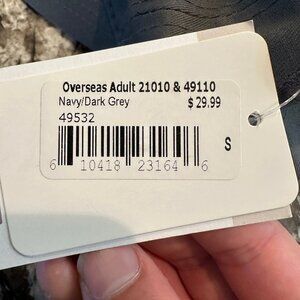 Overseas Adult 21010 & 49110
Navy/Dark Grey $29.99
49532
S
6 10418 23164 6